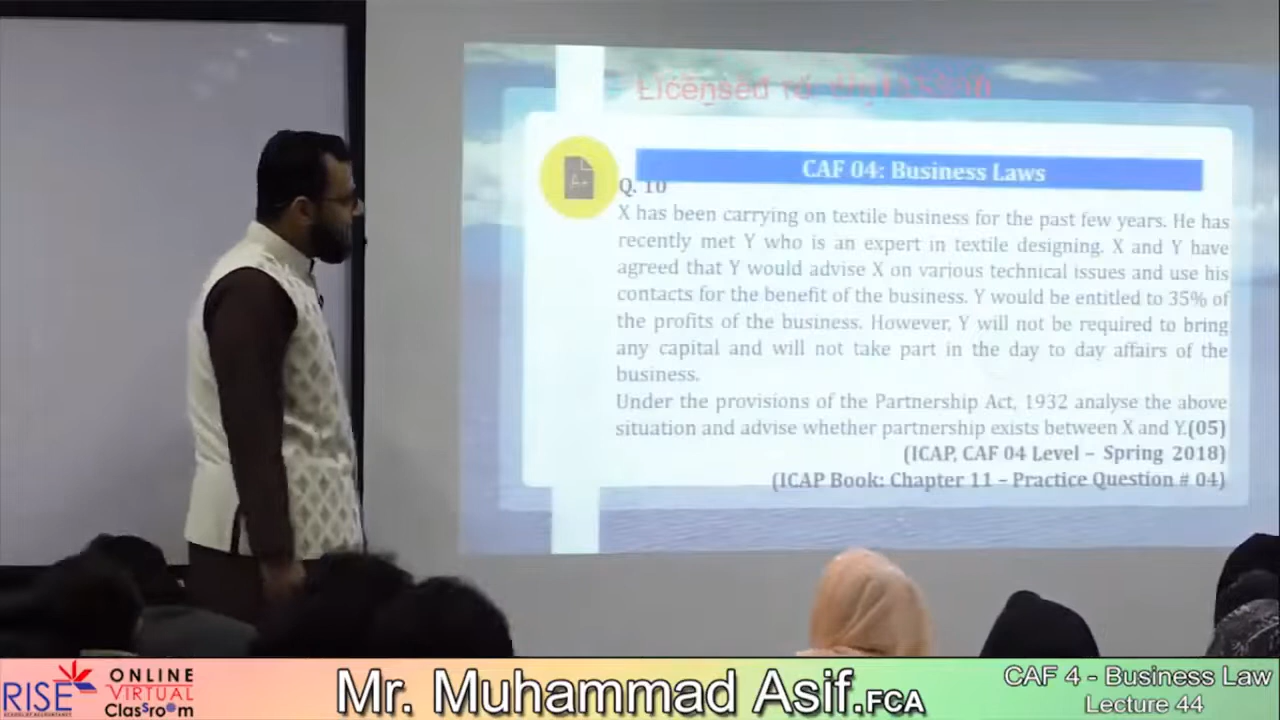 CAF 04: Business Laws
Q. 10
X has been carrying on textile business for the past few years. He has
recently met Y who is an expert in textile designing. X and Y have
agreed that Y would advise X on various technical issues and use his
contacts for the benefit of the business. Y would be entitled to 35% of
the profits of the business. However, Y will not be required to bring
any capital and will not take part in the day to day affairs of the
business.
Under the provisions of the Partnership Act, 1932 analyse the above
situation and advise whether partnership exists between X and Y.(05)
(ICAP, CAF 04 Level – Spring 2018)
(ICAP Book: Chapter 11 – Practice Question # 04)
RISE
ONLINE
VIRTUAL
ClassrooM
Mr. Muhammad Asif.FCA
CAF 4 - Business Law
Lecture 44